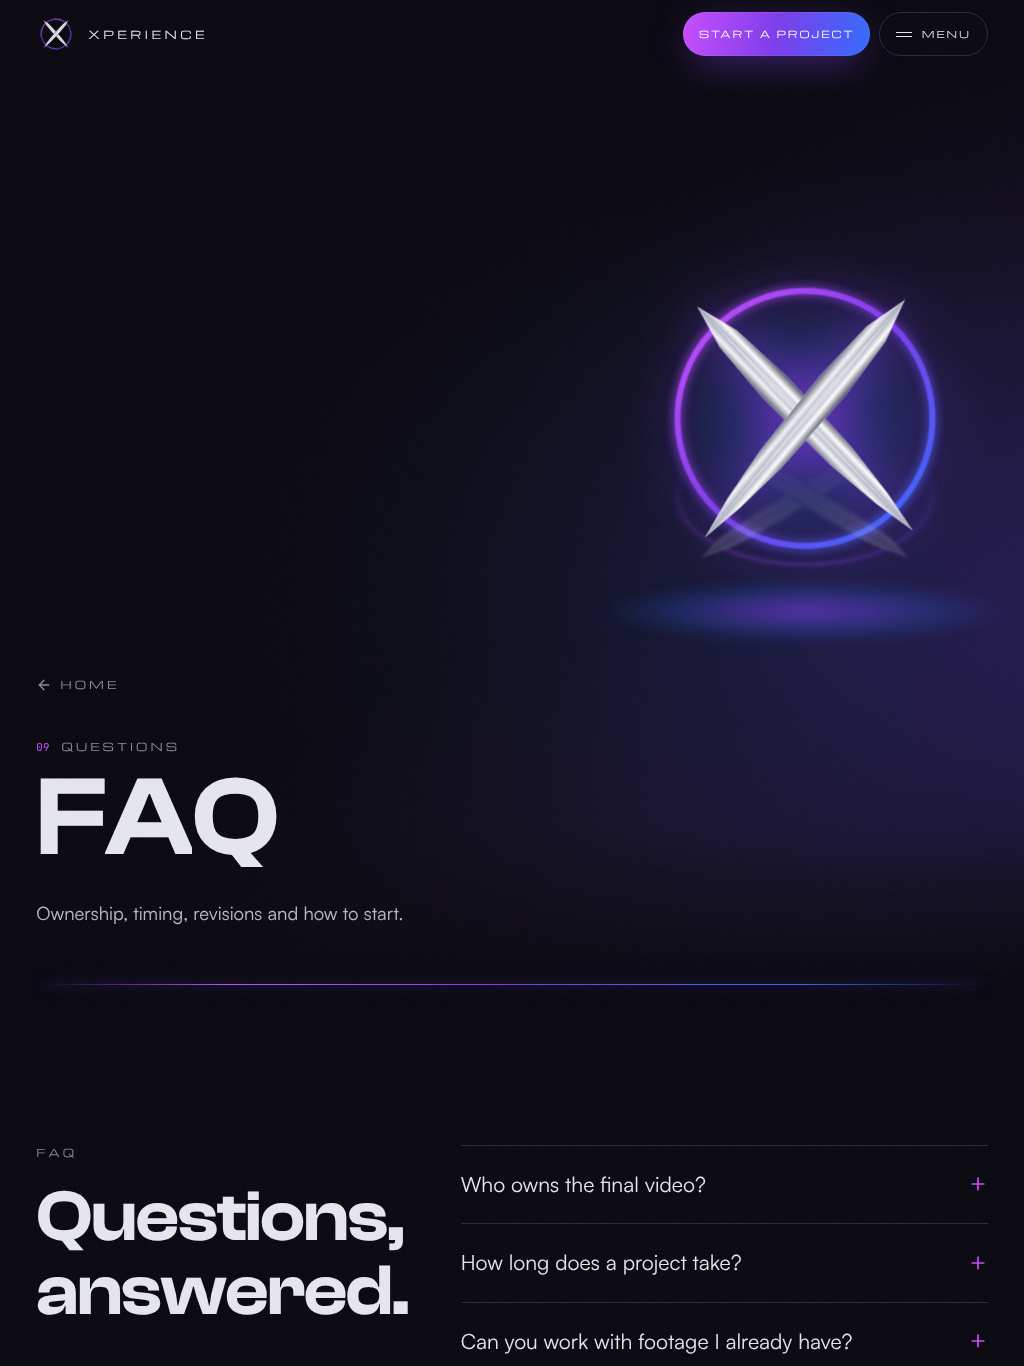 XPERIENCE
START A PROJECT
MENU
HOME
09 QUESTIONS
FAQ
Ownership, timing, revisions and how to start.
FAQ
Questions,
answered.
Who owns the final video?
How long does a project take?
Can you work with footage I already have?